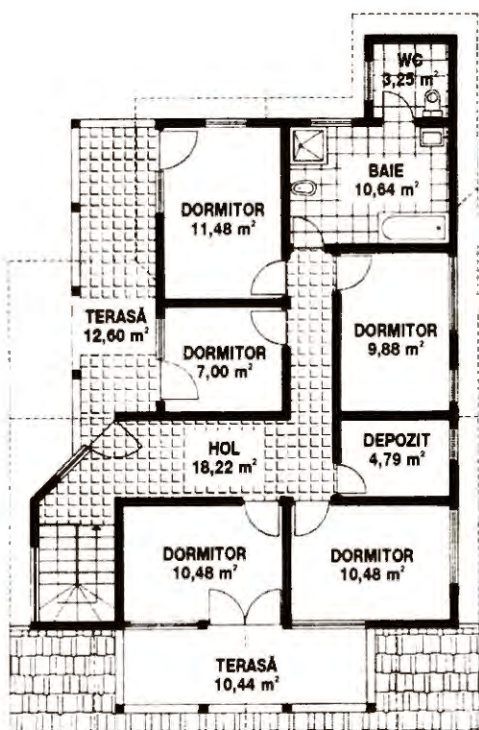 WC
3,25 m²
BAIE
10,64 m²
DORMITOR
11,48 m²
TERASĂ
12,60 m²
DORMITOR
7,00 m²
DORMITOR
9,88 m²
HOL
18,22 m²
DEPOZIT
4,79 m²
DORMITOR
10,48 m²
DORMITOR
10,48 m²
TERASĂ
10,44 m²